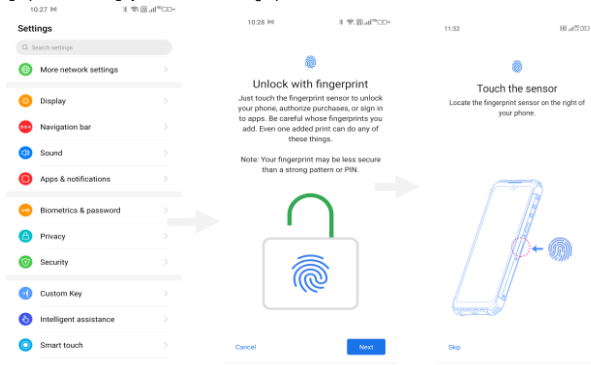 10:27
Settings
Search settings
More network settings
Display
Navigation bar
Sound
Apps & notifications
Biometrics & password
Privacy
Security
Custom Key
Intelligent assistance
Smart touch
10:28
Unlock with fingerprint
Just touch the fingerprint sensor to unlock
your phone, authorize purchases, or sign in
to apps. Be careful whose fingerprints you
add. Even one added print can do any of
these things.
Note: Your fingerprint may be less secure
than a strong pattern or PIN.
Cancel
Next
11:32
Touch the sensor
Locate the fingerprint sensor on the right of
your phone.
Skip